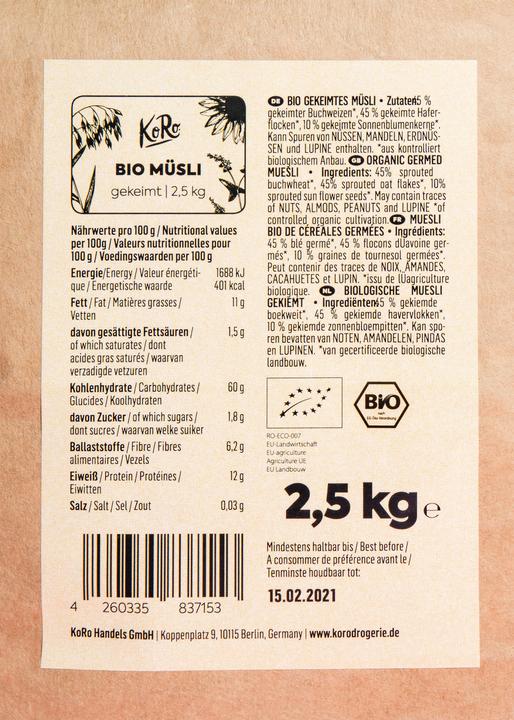 KoRo
BIO MÜSLI
gekeimt | 2,5 kg
Nährwerte pro 100 g / Nutritional values
per 100g / Valeurs nutritionnelles pour
100 g / Voedingswaarden per 100 g
Energie/Energy / Valeur énergéti- 1688 kJ
que / Energetische waarde 401 kcal
Fett / Fat / Matières grasses / 11 g
Vetten
davon gesättigte Fettsäuren / 1,5 g
of which saturates / dont
acides gras saturés / waarvan
verzadigde vetzuren
Kohlenhydrate / Carbohydrates / 60 g
Glucides / Koolhydraten
davon Zucker / of which sugars / 1,8 g
dont sucres / waarvan welke suiker
Ballaststoffe / Fibre / Fibres 6,2 g
alimentaires / Vezels
Eiweiß / Protein / Protéines / 12 g
Eiwitten
Salz / Salt / Sel / Zout 0,03 g
4 260335 837153
KoRo Handels GmbH | Koppenplatz 9, 10115 Berlin, Germany | www.korodrogerie.de
DE BIO GEKEIMTES MÜSLI • Zutaten: 45 %
gekeimter Buchweizen*, 45 % gekeimte Hafer-
flocken*, 10 % gekeimte Sonnenblumenkerne*.
Kann Spuren von NÜSSEN, MANDELN, ERDNÜS-
SEN und LUPINE enthalten. *aus kontrolliert
biologischem Anbau. GB ORGANIC GERMED
MUESLI • Ingredients: 45% sprouted
buchwheat*, 45% sprouted oat flakes*, 10%
sprouted sun flower seeds*. May contain traces
of NUTS, ALMODS, PEANUTS and LUPINE *of
controlled organic cultivation. FR MUESLI
BIO DE CÉRÉALES GERMÉES • Ingrédients:
45 % blé germé*, 45 % flocons dÚavoine ger-
més*, 10 % graines de tournesol germées*.
Peut contenir des traces de NOIX, AMANDES,
CACAHUETES et LUPIN. *issu de lÚagriculture
biologique. NL BIOLOGISCHE MUESLI
GEKIEMT • Ingrediënten: 45 % gekiemde
boekweit*, 45 % gekiemde havervlokken*,
10 % gekiemde zonnebloempitten*. Kan spo-
ren bevatten van NOTEN, AMANDELEN, PINDAS
en LUPINEN. *van gecertificeerde biologische
landbouw.
Bio
nach
EG-Öko-Verordnung
RO-ECO-007
EU-Landwirtschaft
EU-agriculture
Agriculture UE
EU Landbouw
2,5 kg ℮
Mindestens haltbar bis / Best before /
A consommer de préférence avant le /
Tenminste houdbaar tot:
15.02.2021